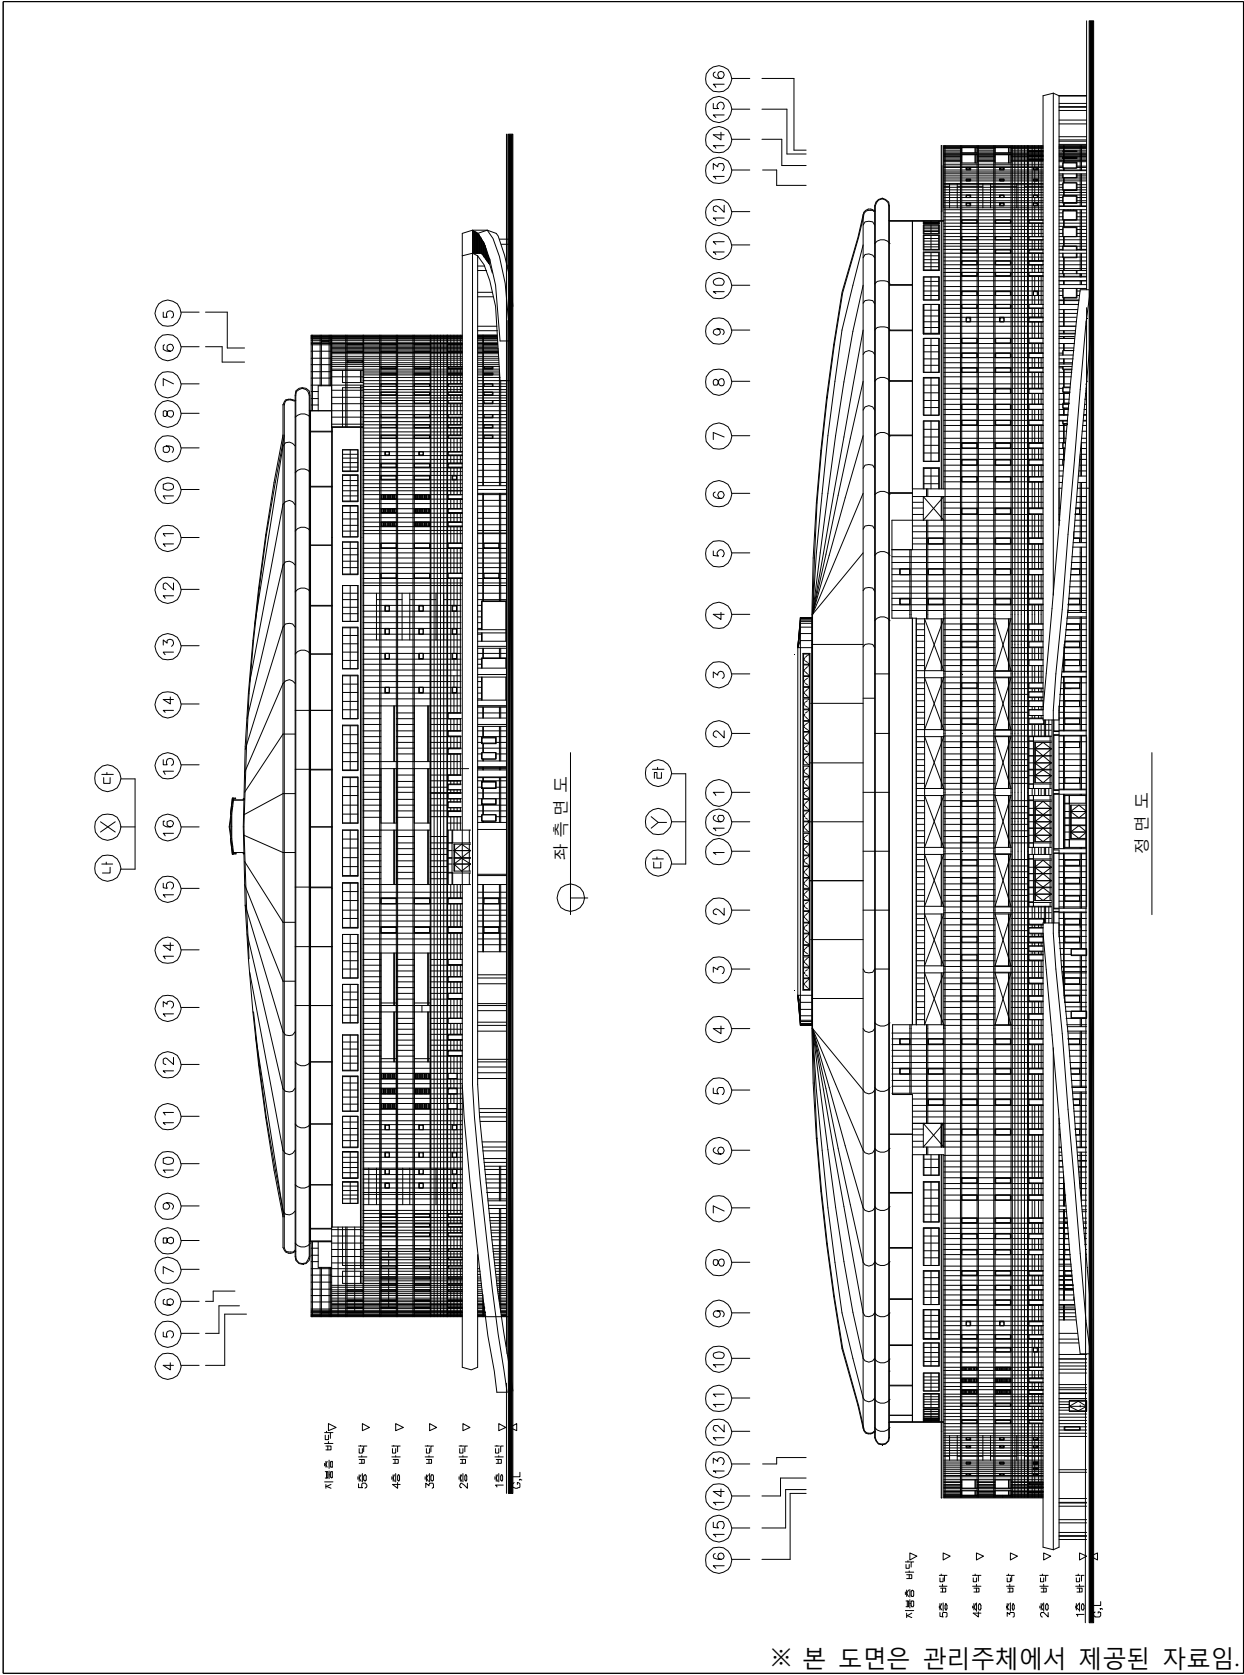 나 X 다
4 5 6 7 8 9 10 11 12 13 14 15 16 15 14 13 12 11 10 9 8 7 6 5
지붕층 바닥
5층 바닥
4층 바닥
3층 바닥
2층 바닥
1층 바닥
G,L
좌측면도
다 Y 라
16 15 14 13 12 11 10 9 8 7 6 5 4 3 2 1 16 1 2 3 4 5 6 7 8 9 10 11 12 13 14 15 16
지붕층 바닥
5층 바닥
4층 바닥
3층 바닥
2층 바닥
1층 바닥
G,L
정면도
※ 본 도면은 관리주체에서 제공된 자료임.